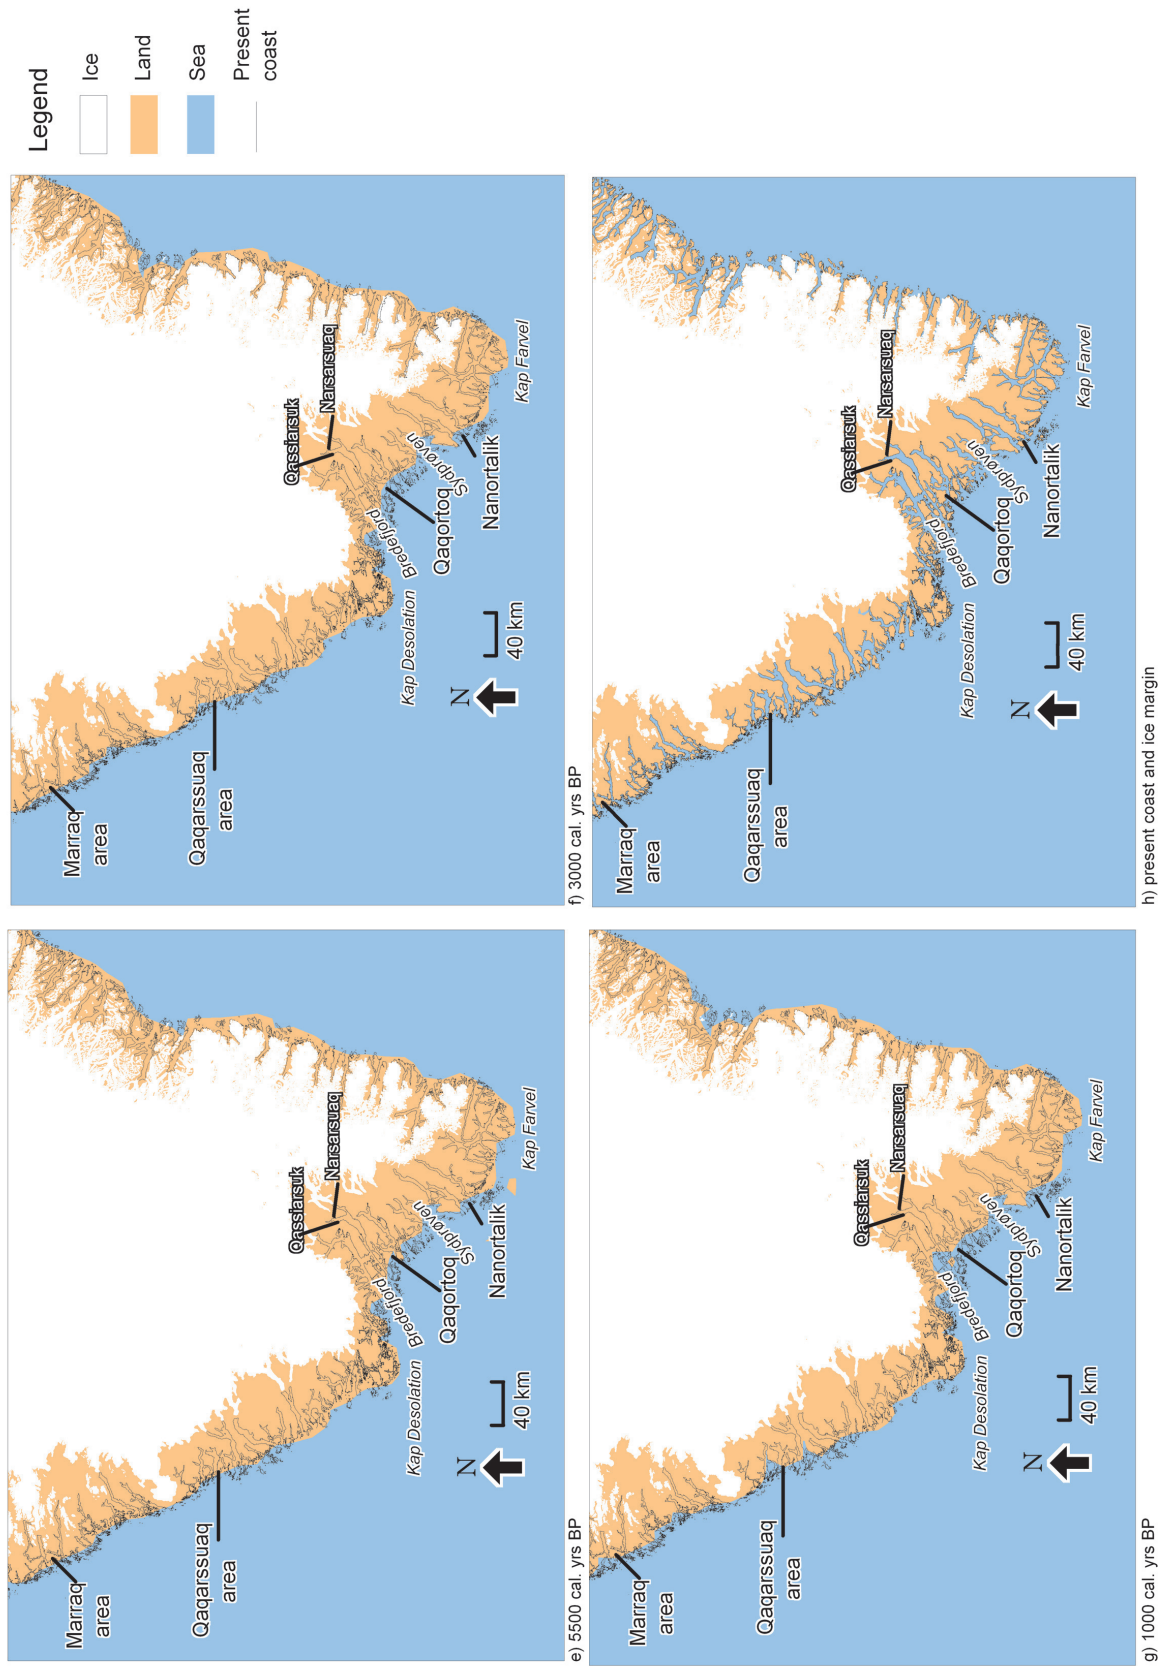 Legend
Ice
Land
Sea
Present
coast
Marraq
area
Qaqarssuaq
area
Qassiarsuk
Narsarsuaq
Bredefjord
Sydprøven
Qaqortoq
Nanortalik
Kap Desolation
Kap Farvel
N
40 km
e) 5500 cal. yrs BP
Marraq
area
Qaqarssuaq
area
Qassiarsuk
Narsarsuaq
Bredefjord
Sydprøven
Qaqortoq
Nanortalik
Kap Desolation
Kap Farvel
N
40 km
f) 3000 cal. yrs BP
Marraq
area
Qaqarssuaq
area
Qassiarsuk
Narsarsuaq
Bredefjord
Sydprøven
Qaqortoq
Nanortalik
Kap Desolation
Kap Farvel
N
40 km
g) 1000 cal. yrs BP
Marraq
area
Qaqarssuaq
area
Qassiarsuk
Narsarsuaq
Bredefjord
Sydprøven
Qaqortoq
Nanortalik
Kap Desolation
Kap Farvel
N
40 km
h) present coast and ice margin